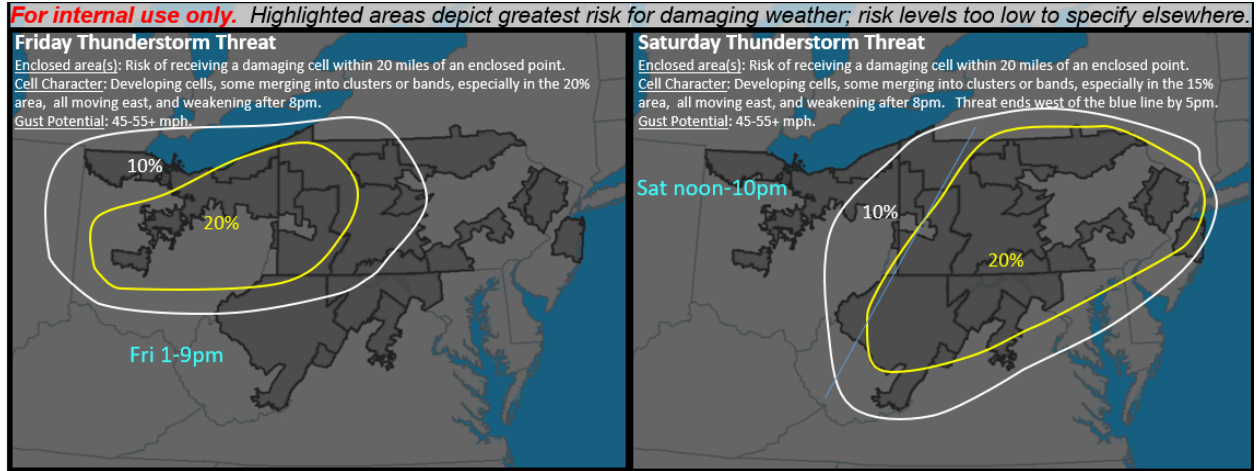 For internal use only. Highlighted areas depict greatest risk for damaging weather; risk levels too low to specify elsewhere.
Friday Thunderstorm Threat
Enclosed area(s): Risk of receiving a damaging cell within 20 miles of an enclosed point.
Cell Character: Developing cells, some merging into clusters or bands, especially in the 20%
area, all moving east, and weakening after 8pm.
Gust Potential: 45-55+ mph.
10%
20%
Fri 1-9pm
Saturday Thunderstorm Threat
Enclosed area(s): Risk of receiving a damaging cell within 20 miles of an enclosed point.
Cell Character: Developing cells, some merging into clusters or bands, especially in the 15%
area, all moving east, and weakening after 8pm. Threat ends west of the blue line by 5pm.
Gust Potential: 45-55+ mph.
Sat noon-10pm
10%
20%